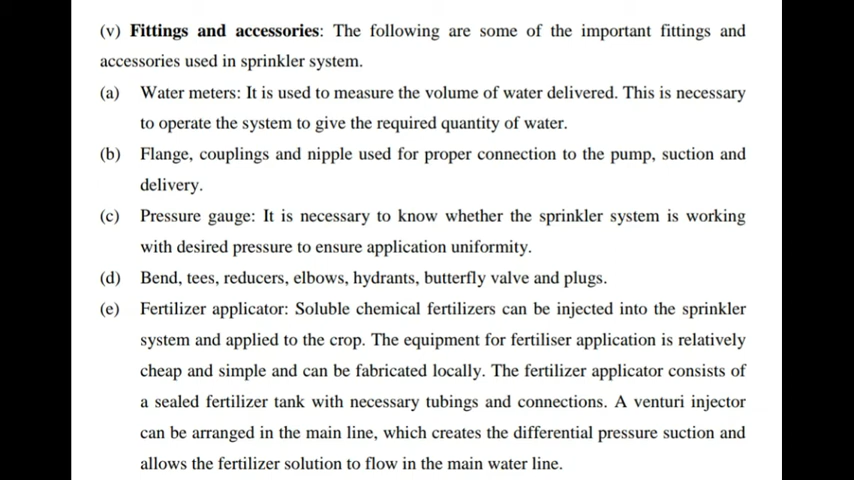 (v) Fittings and accessories: The following are some of the important fittings and
accessories used in sprinkler system.
(a) Water meters: It is used to measure the volume of water delivered. This is necessary
to operate the system to give the required quantity of water.
(b) Flange, couplings and nipple used for proper connection to the pump, suction and
delivery.
(c) Pressure gauge: It is necessary to know whether the sprinkler system is working
with desired pressure to ensure application uniformity.
(d) Bend, tees, reducers, elbows, hydrants, butterfly valve and plugs.
(e) Fertilizer applicator: Soluble chemical fertilizers can be injected into the sprinkler
system and applied to the crop. The equipment for fertiliser application is relatively
cheap and simple and can be fabricated locally. The fertilizer applicator consists of
a sealed fertilizer tank with necessary tubings and connections. A venturi injector
can be arranged in the main line, which creates the differential pressure suction and
allows the fertilizer solution to flow in the main water line.